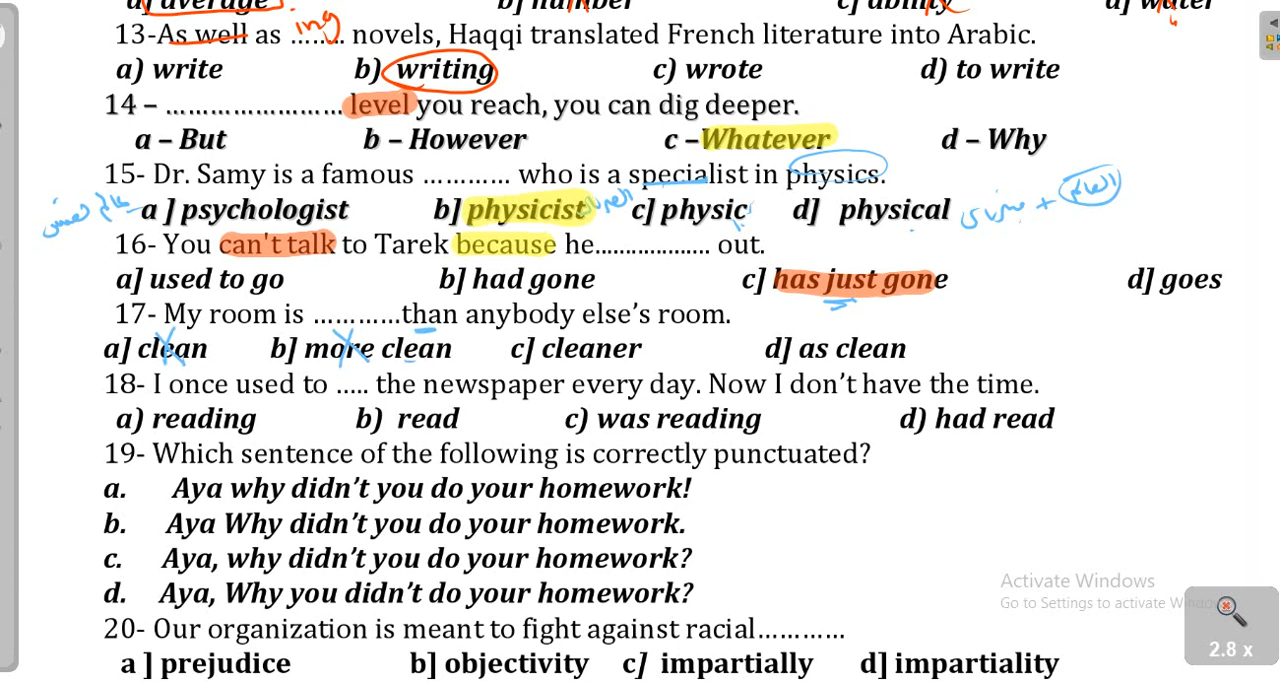 a] average b] number c] ability d] water
ing
13-As well as ....... novels, Haqqi translated French literature into Arabic.
a) write b) writing c) wrote d) to write
14 – ........................ level you reach, you can dig deeper.
a – But b – However c –Whatever d – Why
15- Dr. Samy is a famous ............ who is a specialist in physics.
a ] psychologist b] physicist c] physic d] physical
16- You can't talk to Tarek because he................... out.
a] used to go b] had gone c] has just gone d] goes
17- My room is ............than anybody else's room.
a] clean b] more clean c] cleaner d] as clean
18- I once used to ..... the newspaper every day. Now I don't have the time.
a) reading b) read c) was reading d) had read
19- Which sentence of the following is correctly punctuated?
a. Aya why didn't you do your homework!
b. Aya Why didn't you do your homework.
c. Aya, why didn't you do your homework?
d. Aya, Why you didn't do your homework?
Activate Windows
Go to Settings to activate
20- Our organization is meant to fight against racial............
2.8 x
a ] prejudice b] objectivity c] impartially d] impartiality